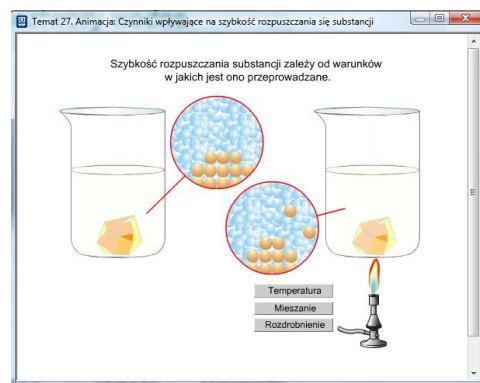 Temat 27. Animacja: Czynniki wpływające na szybkość rozpuszczania się substancji
Szybkość rozpuszczania substancji zależy od warunków
w jakich jest ono przeprowadzane.
Temperatura
Mieszanie
Rozdrobnienie